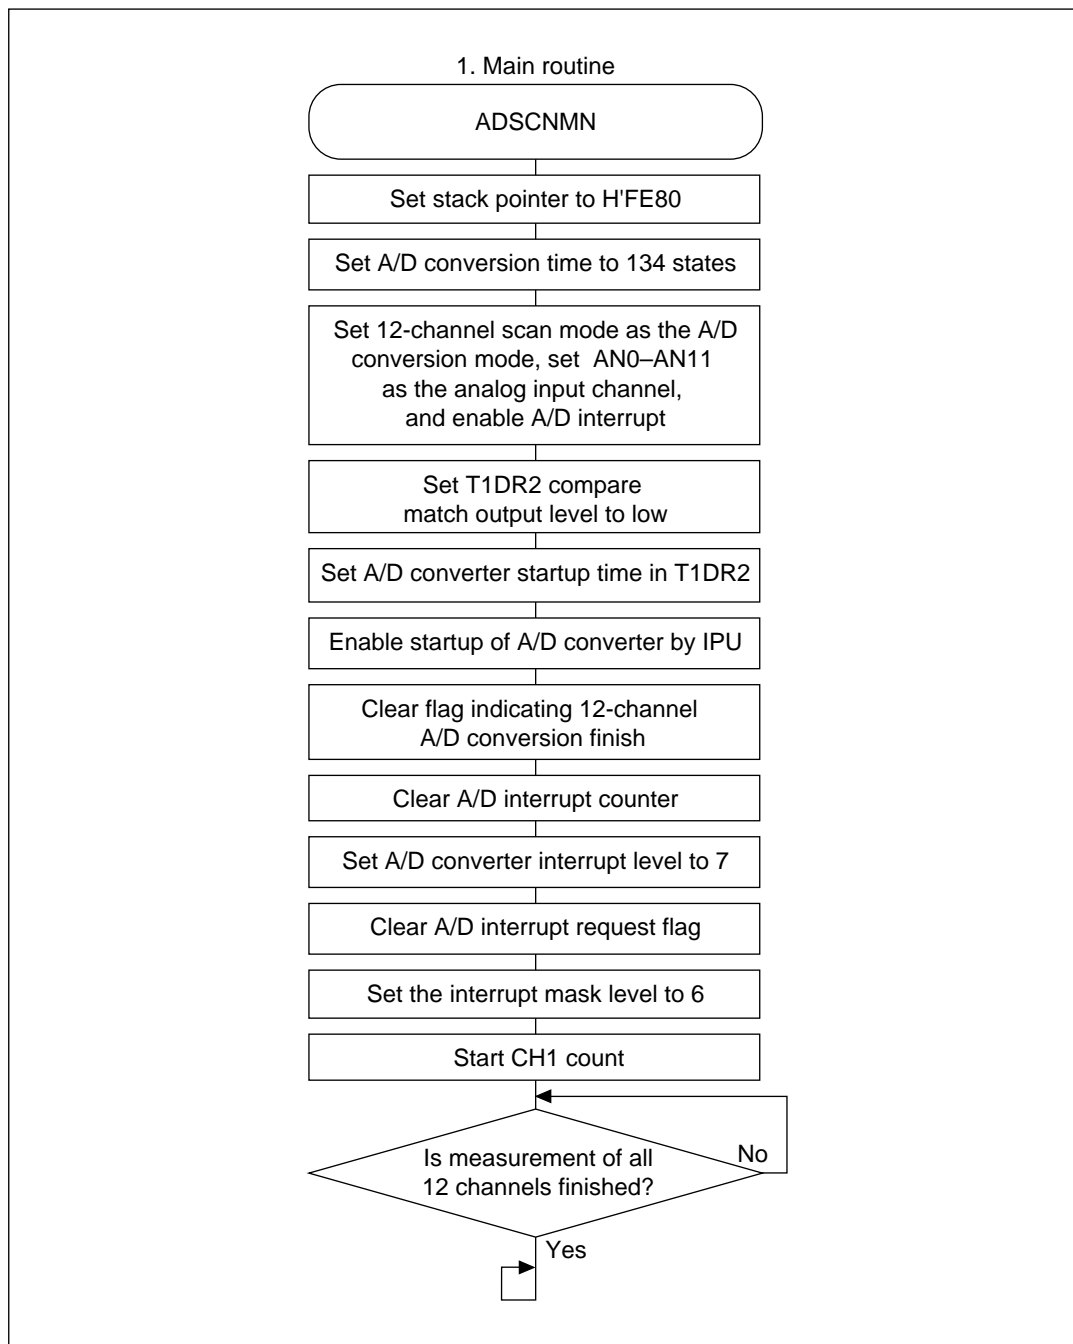 1. Main routine
ADSCNMN
Set stack pointer to H'FE80
Set A/D conversion time to 134 states
Set 12-channel scan mode as the A/D
conversion mode, set AN0–AN11
as the analog input channel,
and enable A/D interrupt
Set T1DR2 compare
match output level to low
Set A/D converter startup time in T1DR2
Enable startup of A/D converter by IPU
Clear flag indicating 12-channel
A/D conversion finish
Clear A/D interrupt counter
Set A/D converter interrupt level to 7
Clear A/D interrupt request flag
Set the interrupt mask level to 6
Start CH1 count
Is measurement of all
12 channels finished?
No
Yes